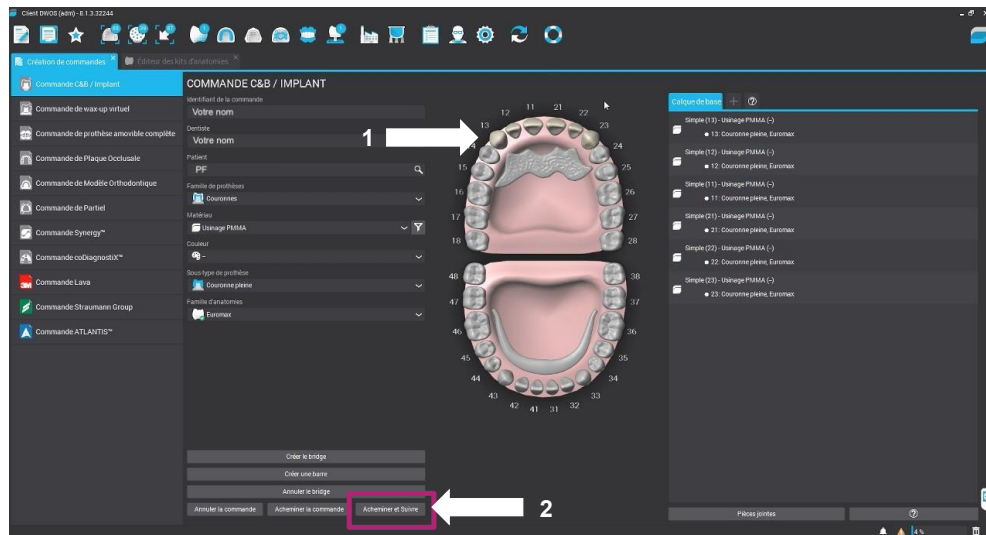 Client DWOS (adm) - 8.1.3.32244
Création de commandes
Éditeur des kits d'anatomies
Commande C&B / Implant
Commande de wax-up virtuel
Commande de prothèse amovible complète
Commande de Plaque Occlusale
Commande de Modèle Orthodontique
Commande de Partiel
Commande Synergy™
Commande coDiagnostiX™
Commande Lava
Commande Straumann Group
Commande ATLANTIS™
COMMANDE C&B / IMPLANT
Identifiant de la commande
Votre nom
Dentiste
Votre nom
Patient
PF
Famille de prothèses
Couronnes
Matériau
Usinage PMMA
Couleur
-
Sous-type de prothèse
Couronne pleine
Famille d'anatomies
Euromax
Créer le bridge
Créer une barre
Annuler le bridge
Annuler la commande
Acheminer la commande
Acheminer et Suivre
1
2
11 21
12 22
13 23
14 24
15 25
16 26
17 27
18 28
48 38
47 37
46 36
45 35
44 34
43 33
42 41 31 32
Calque de base
Simple (13) - Usinage PMMA (--)
13: Couronne pleine, Euromax
Simple (12) - Usinage PMMA (--)
12: Couronne pleine, Euromax
Simple (11) - Usinage PMMA (--)
11: Couronne pleine, Euromax
Simple (21) - Usinage PMMA (--)
21: Couronne pleine, Euromax
Simple (22) - Usinage PMMA (--)
22: Couronne pleine, Euromax
Simple (23) - Usinage PMMA (--)
23: Couronne pleine, Euromax
Pièces jointes
4 %